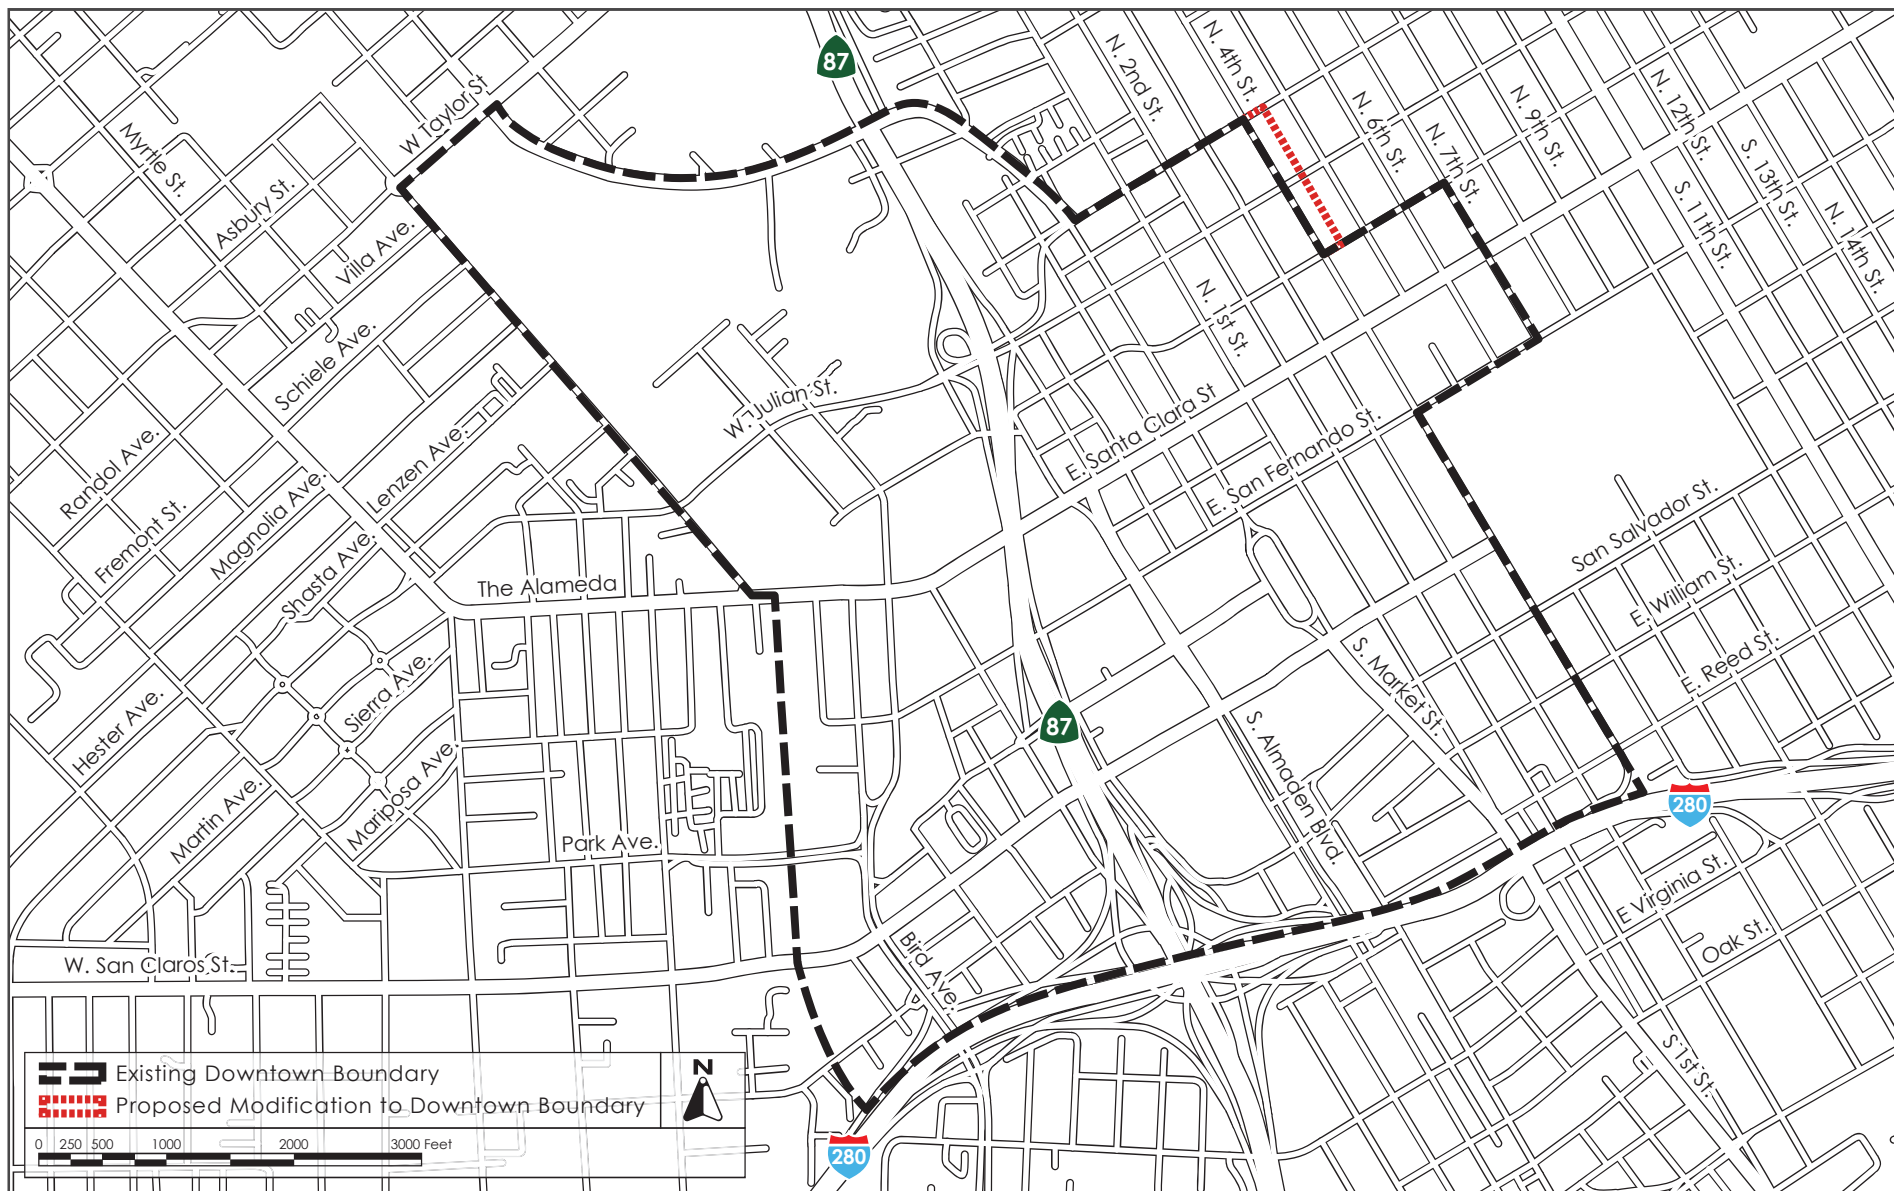 87
W Taylor St
N. 2nd St.
N. 4th St.
N. 6th St.
N. 7th St.
N. 9th St.
N. 12th St.
S. 13th St.
S. 11th St.
N. 14th St.
Myrtle St.
Asbury St.
Villa Ave.
Schiele Ave.
N. 1st St.
W. Julian St.
E. Santa Clara St
E. San Fernando St.
Randol Ave.
Fremont St.
Magnolia Ave.
Lenzen Ave.
Shasta Ave.
The Alameda
San Salvador St.
E. William St.
E. Reed St.
Hester Ave.
Sierra Ave.
Mariposa Ave.
Martin Ave.
87
S. Market St.
S. Almaden Blvd.
280
Park Ave.
E Virginia St.
Oak St.
W. San Claros St.
Bird Ave.
S 1st St.
Existing Downtown Boundary
Proposed Modification to Downtown Boundary
N
0 250 500 1000 2000 3000 Feet
280